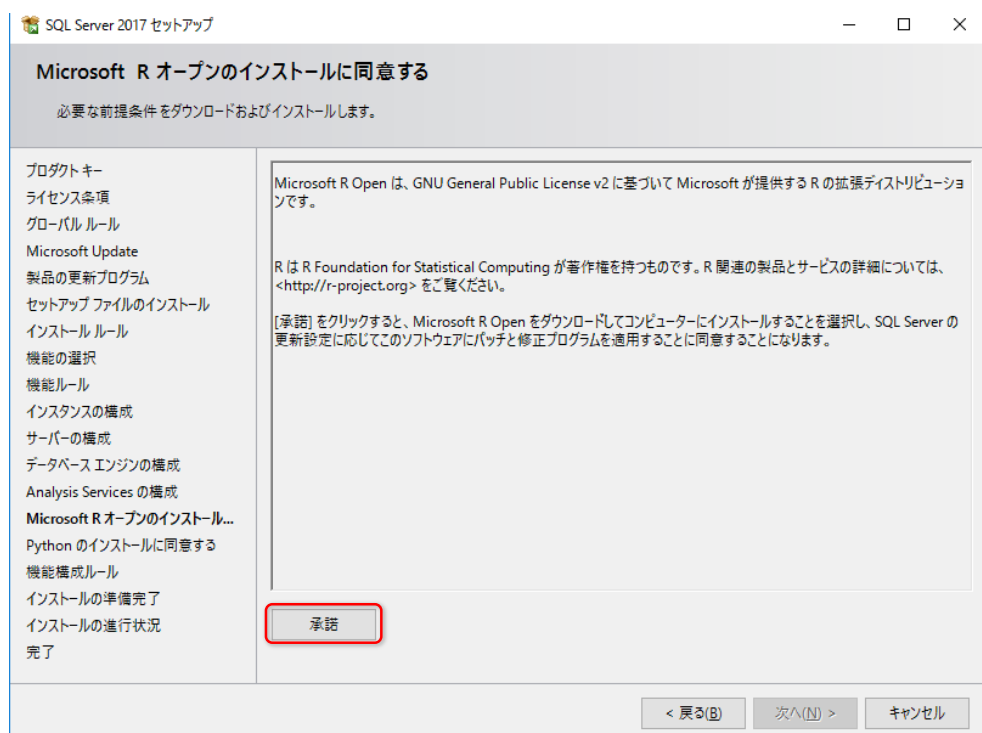 SQL Server 2017 セットアップ
Microsoft R オープンのインストールに同意する
必要な前提条件 をダウンロードおよびインストールします。
プロダクト キー
ライセンス条項
グローバル ルール
Microsoft Update
製品の更新プログラム
セットアップ ファイルのインストール
インストール ルール
機能の選択
機能ルール
インスタンスの構成
サーバーの構成
データベース エンジンの構成
Analysis Services の構成
Microsoft R オープンのインストール...
Python のインストールに同意する
機能構成ルール
インストールの準備完了
インストールの進行状況
完了
Microsoft R Open は、GNU General Public License v2 に基づいて Microsoft が提供する R の拡張ディストリビューショ
ンです。
R は R Foundation for Statistical Computing が著作権を持つものです。R 関連の製品とサービスの詳細については、
<http://r-project.org> をご覧ください。
[承諾] をクリックすると、Microsoft R Open をダウンロードしてコンピューターにインストールすることを選択し、SQL Server の
更新設定に応じてこのソフトウェアにパッチと修正プログラムを適用することに同意することになります。
承諾
< 戻る(B)
次へ(N) >
キャンセル